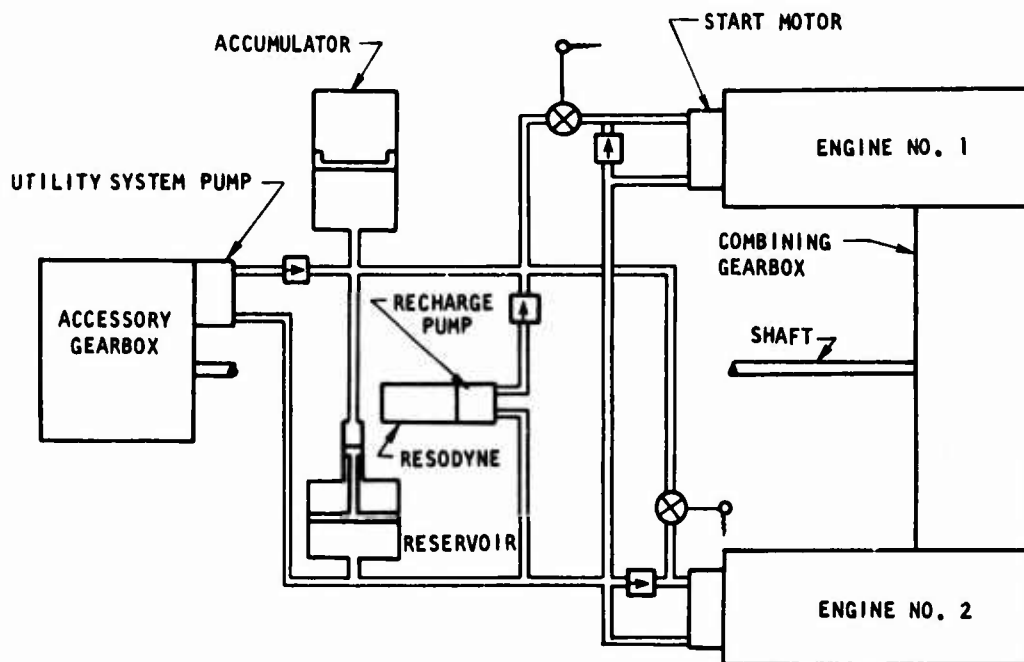 START MOTOR
ACCUMULATOR
ENGINE NO. 1
UTILITY SYSTEM PUMP
COMBINING
GEARBOX
RECHARGE
PUMP
ACCESSORY
GEARBOX
SHAFT
RESODYNE
RESERVOIR
ENGINE NO. 2